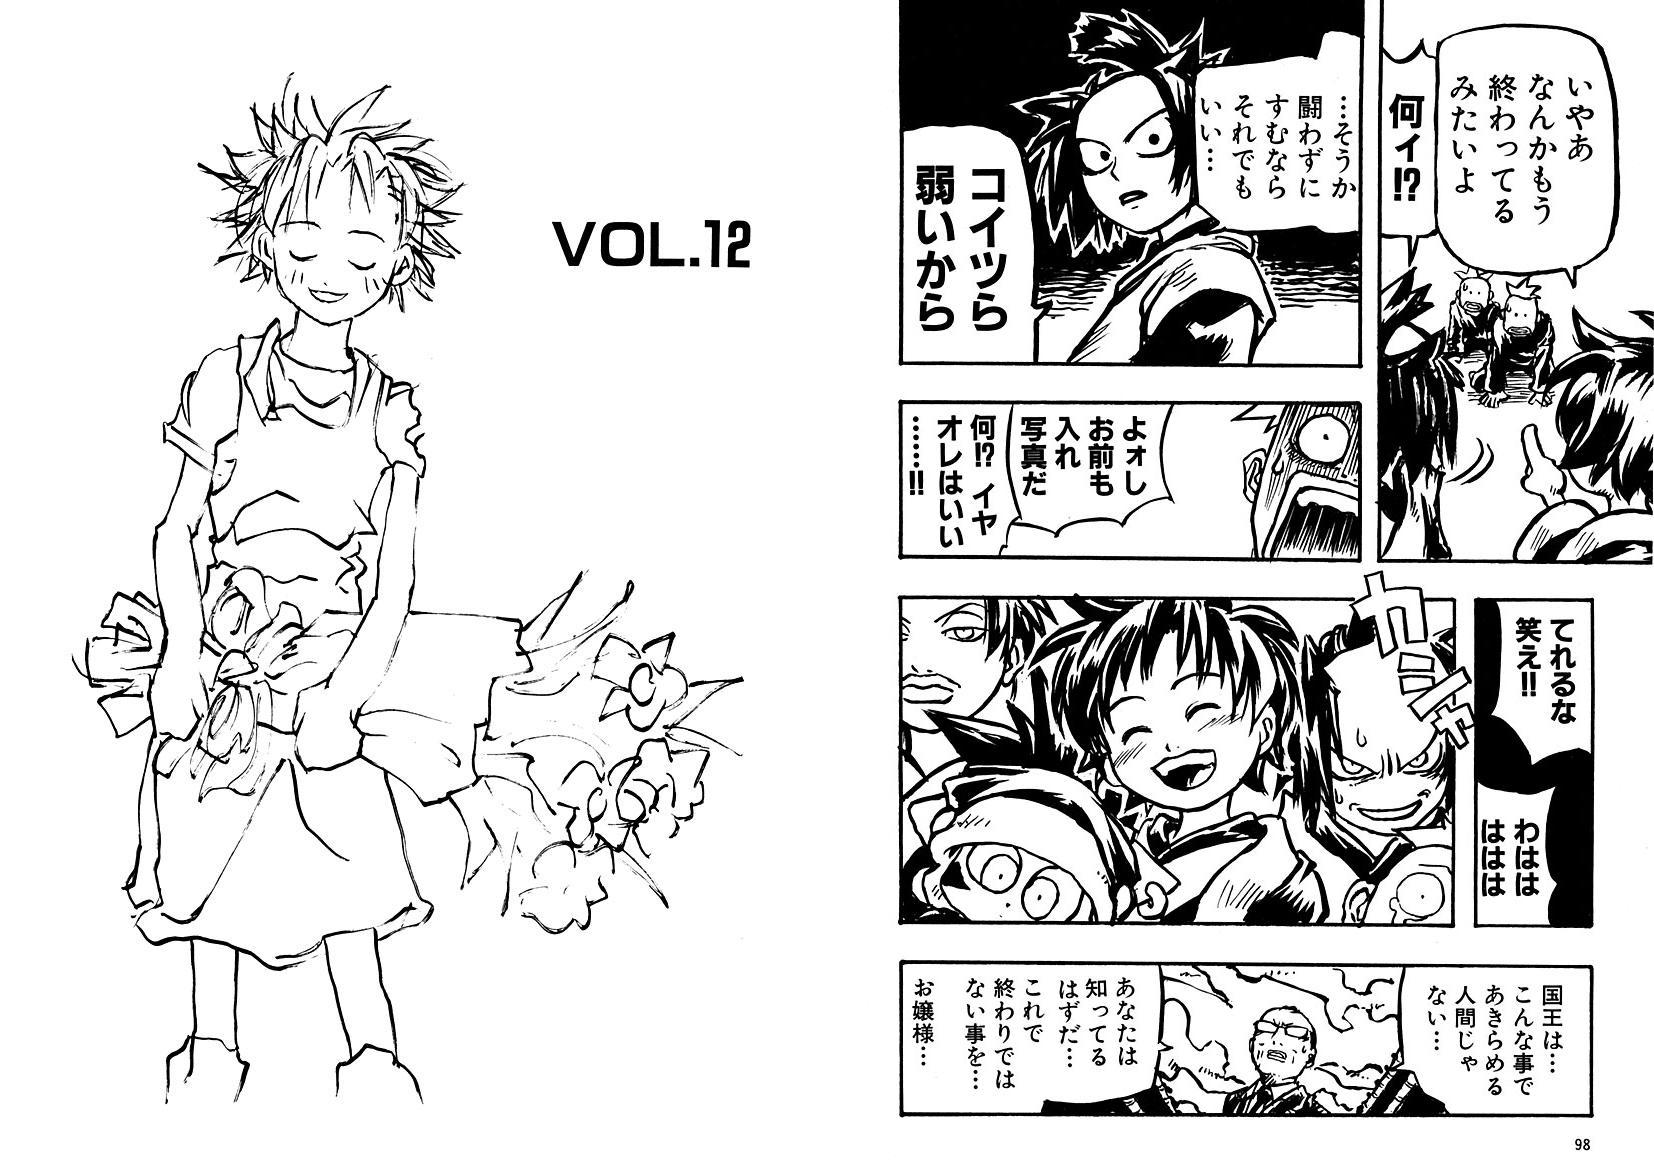 いやあ
なんかもう
終わってる
みたいよ
何ィ!?
…そうか
闘わずに
すむなら
それでも
いい…
コイツら
弱いから
よォし
お前も
入れ
写真だ
何!?イヤ
オレはいい
……!!
てれるな
笑え!!
わはは
ははは
カシャ
国王は…
こんな事で
あきらめる
人間じゃ
ない…
あなたは
知ってる
はずだ…
これで
終わりでは
ない事を…
お嬢様…
98
VOL.12